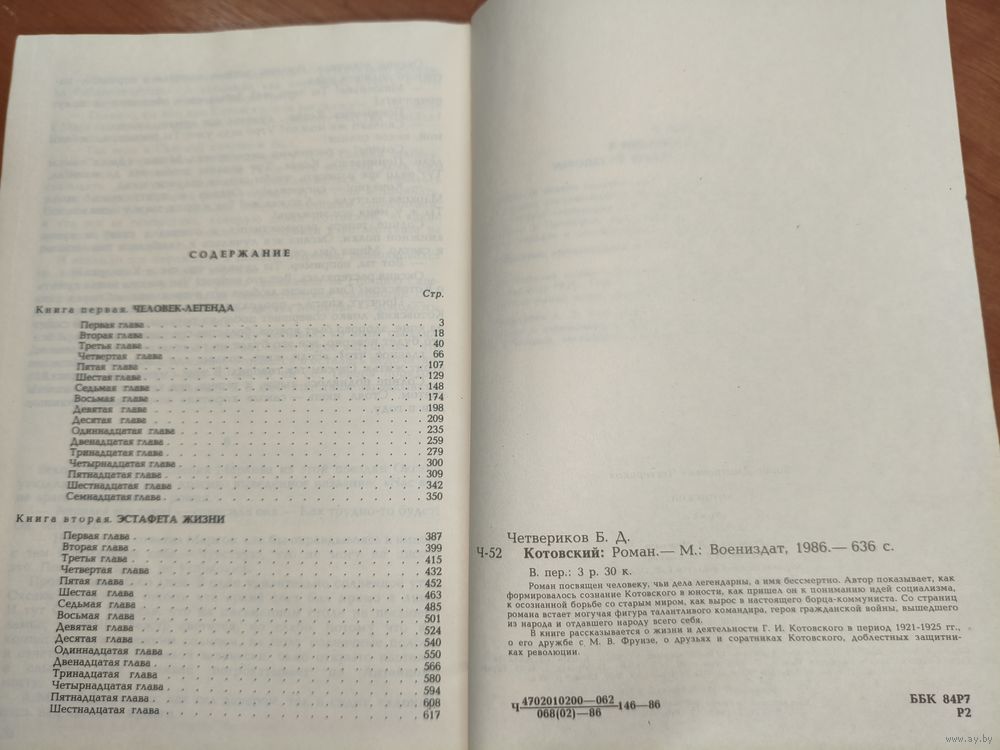 СОДЕРЖАНИЕ
Стр.
Книга первая. ЧЕЛОВЕК-ЛЕГЕНДА
Первая глава 3
Вторая глава 18
Третья глава 40
Четвертая глава 66
Пятая глава 107
Шестая глава 129
Седьмая глава 148
Восьмая глава 174
Девятая глава 198
Десятая глава 209
Одиннадцатая глава 235
Двенадцатая глава 259
Тринадцатая глава 279
Четырнадцатая глава 300
Пятнадцатая глава 309
Шестнадцатая глава 342
Семнадцатая глава 350
Книга вторая. ЭСТАФЕТА ЖИЗНИ
Первая глава 387
Вторая глава 399
Третья глава 415
Четвертая глава 432
Пятая глава 452
Шестая глава 463
Седьмая глава 485
Восьмая глава 501
Девятая глава 524
Десятая глава 540
Одиннадцатая глава 550
Двенадцатая глава 566
Тринадцатая глава 580
Четырнадцатая глава 594
Пятнадцатая глава 608
Шестнадцатая глава 617
Четвериков Б. Д.
Ч-52 Котовский: Роман.— М.: Воениздат, 1986.— 636 с.
В пер.: 3 р. 30 к.
Роман посвящен человеку, чьи дела легендарны, а имя бессмертно. Автор показывает, как
формировалось сознание Котовского в юности, как пришел он к пониманию идей социализма,
к осознанной борьбе со старым миром, как вырос в настоящего борца-коммуниста. Со страниц
романа встает могучая фигура талантливого командира, героя гражданской войны, вышедшего
из народа и отдавшего народу всего себя.
В книге рассказывается о жизни и деятельности Г. И. Котовского в период 1921-1925 гг.,
о его дружбе с М. В. Фрунзе, о друзьях и соратниках Котовского, доблестных защитни-
ках революции.
Ч 4702010200—062
068(02)—86 146—86
ББК 84Р7
Р2
www.ay.by